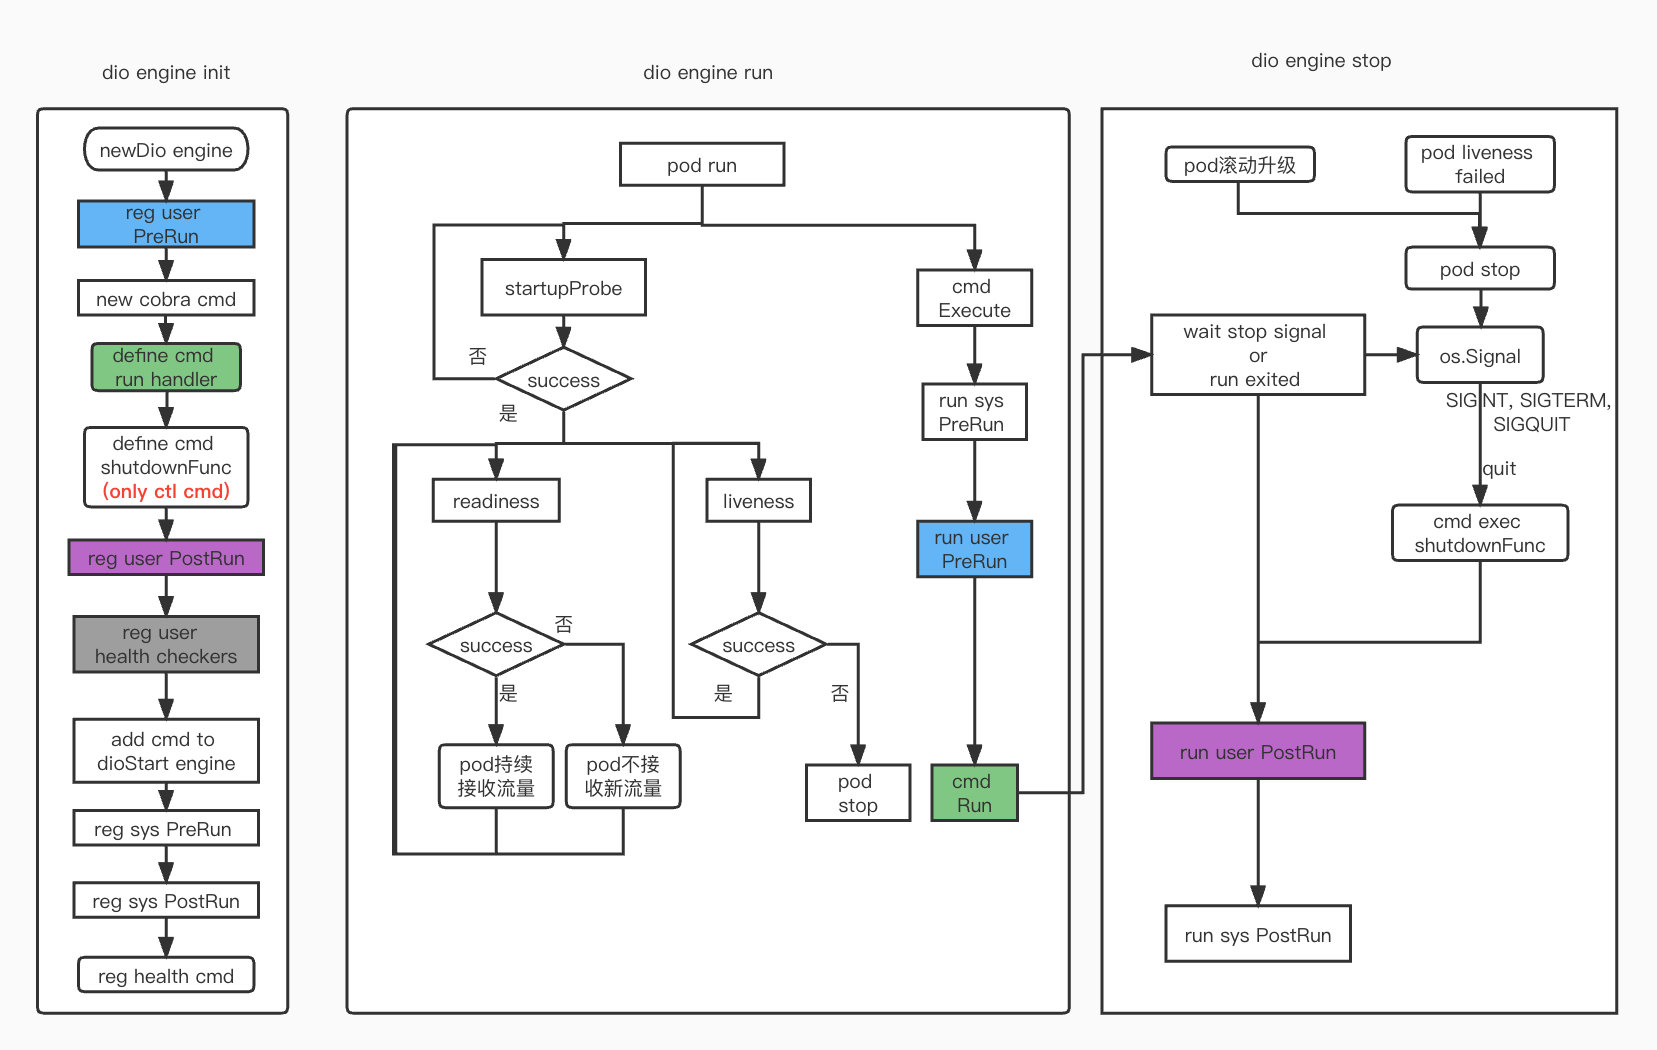 dio engine init
newDio engine
reg user
PreRun
new cobra cmd
define cmd
run handler
define cmd
shutdownFunc
(only ctl cmd)
reg user PostRun
reg user
health checkers
add cmd to
dioStart engine
reg sys PreRun
reg sys PostRun
reg health cmd
dio engine run
pod run
startupProbe
否
success
是
readiness
liveness
success
否
是
success
是
否
pod持续
接收流量
pod不接
收新流量
pod
stop
cmd
Execute
run sys
PreRun
run user
PreRun
cmd
Run
dio engine stop
pod滚动升级
pod liveness
failed
pod stop
wait stop signal
or
run exited
os.Signal
SIGINT, SIGTERM,
SIGQUIT
quit
cmd exec
shutdownFunc
run user PostRun
run sys PostRun